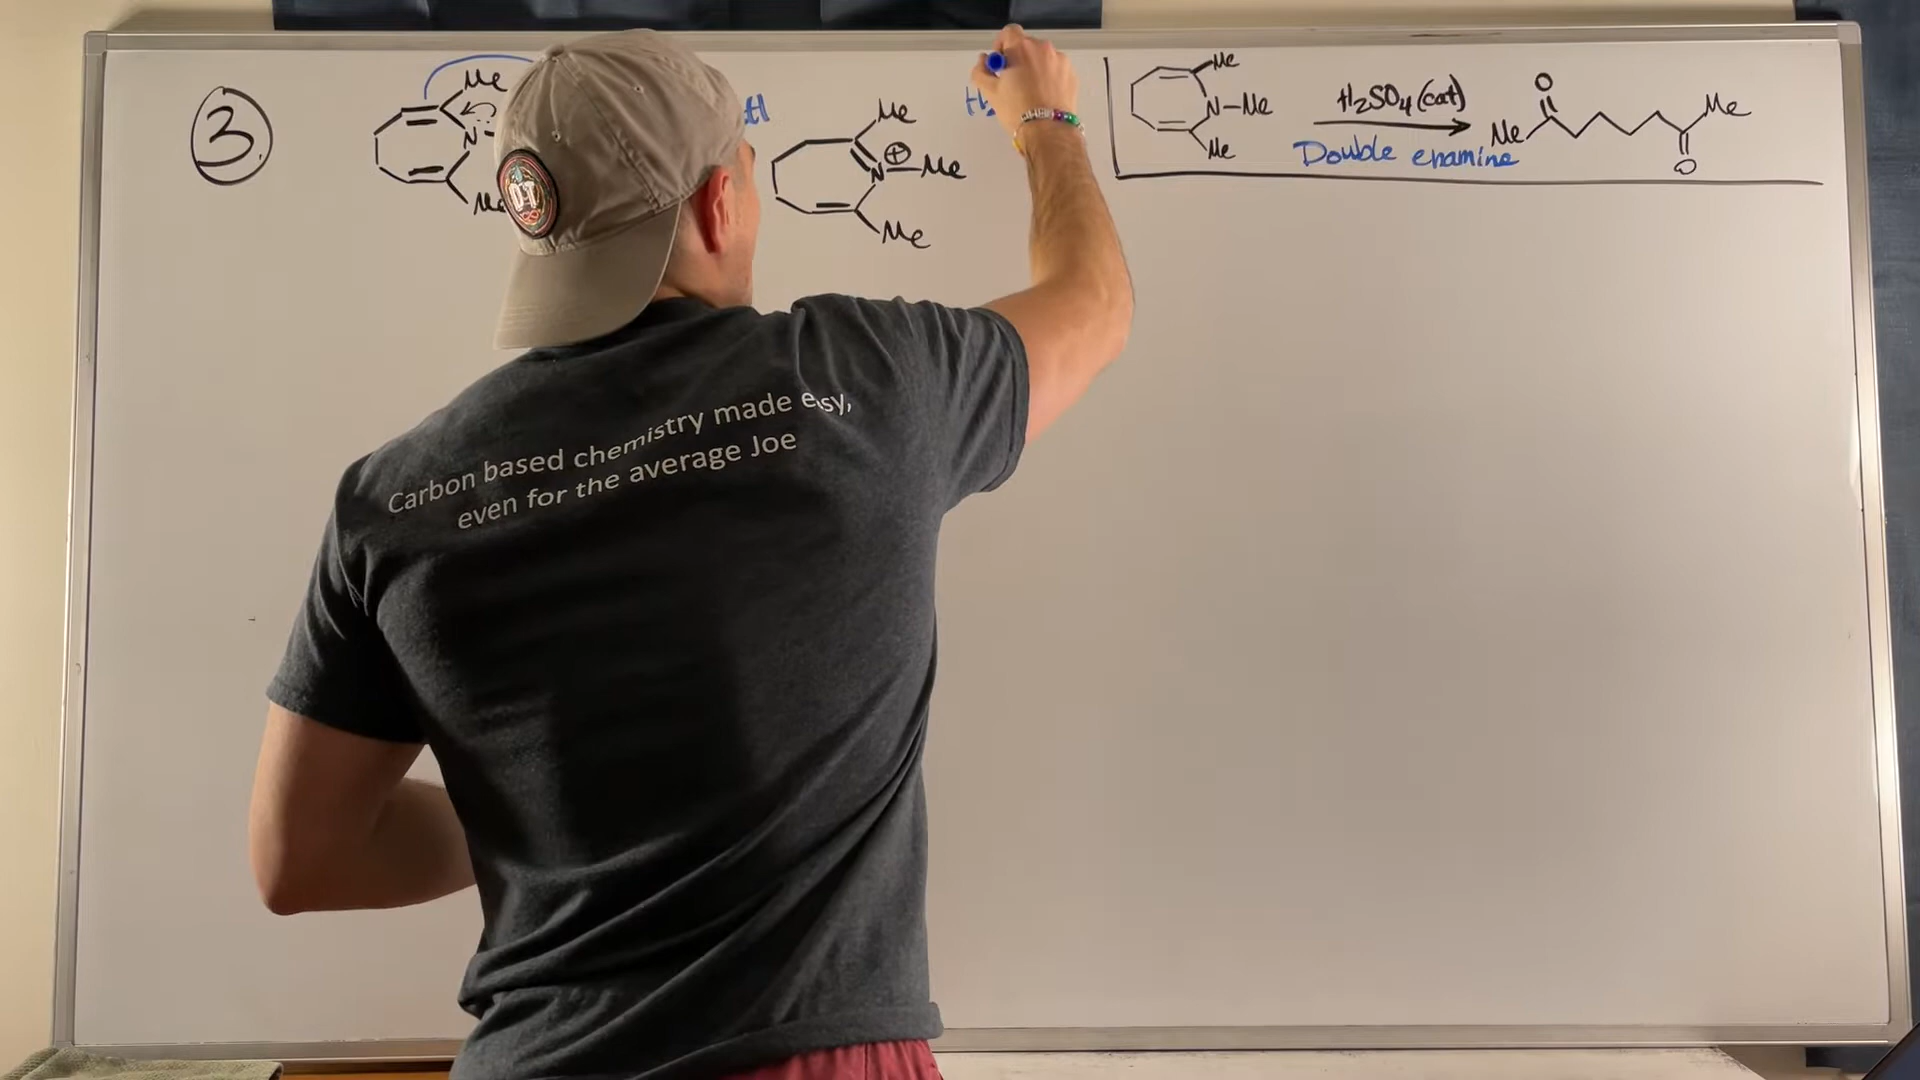 3.
Me
N
Me
Me
⊕
N
Me
Me
H₂
Me
N-Me
Me
H₂SO₄ (cat)
Double enamine
O
Me
Me
O
Carbon based chemistry made easy,
even for the average Joe